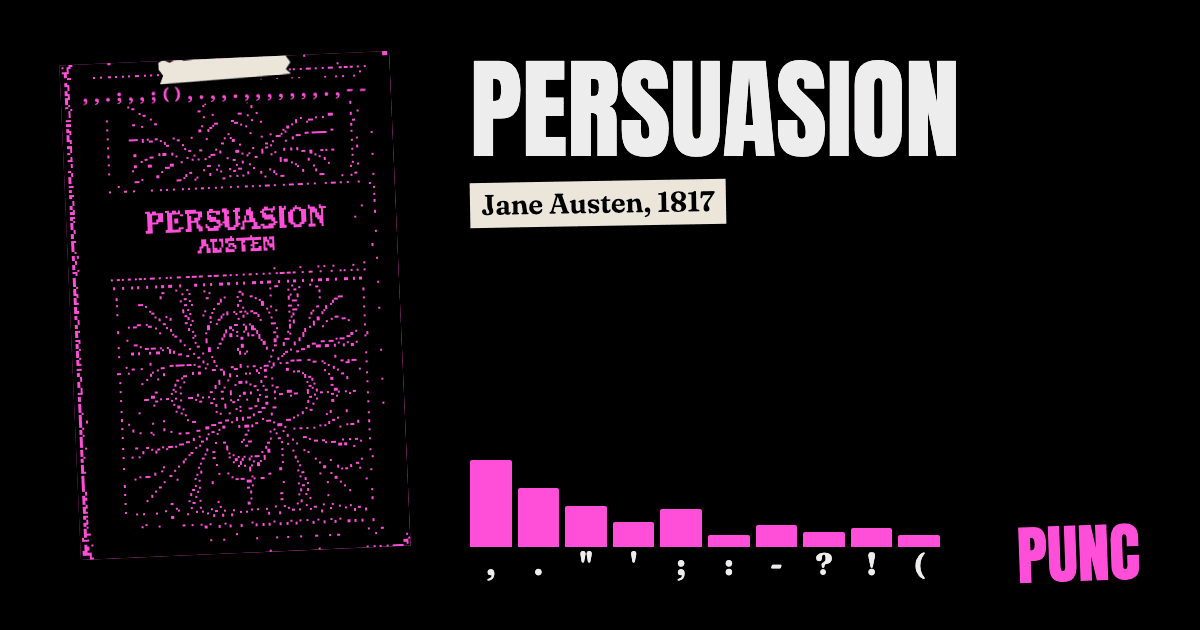 ,,.:,,;(),.,,.,,,,,,,,.,--
PERSUASION
AUSTEN
PERSUASION
Jane Austen, 1817
, . " ' ; : - ? ! (
PUNC